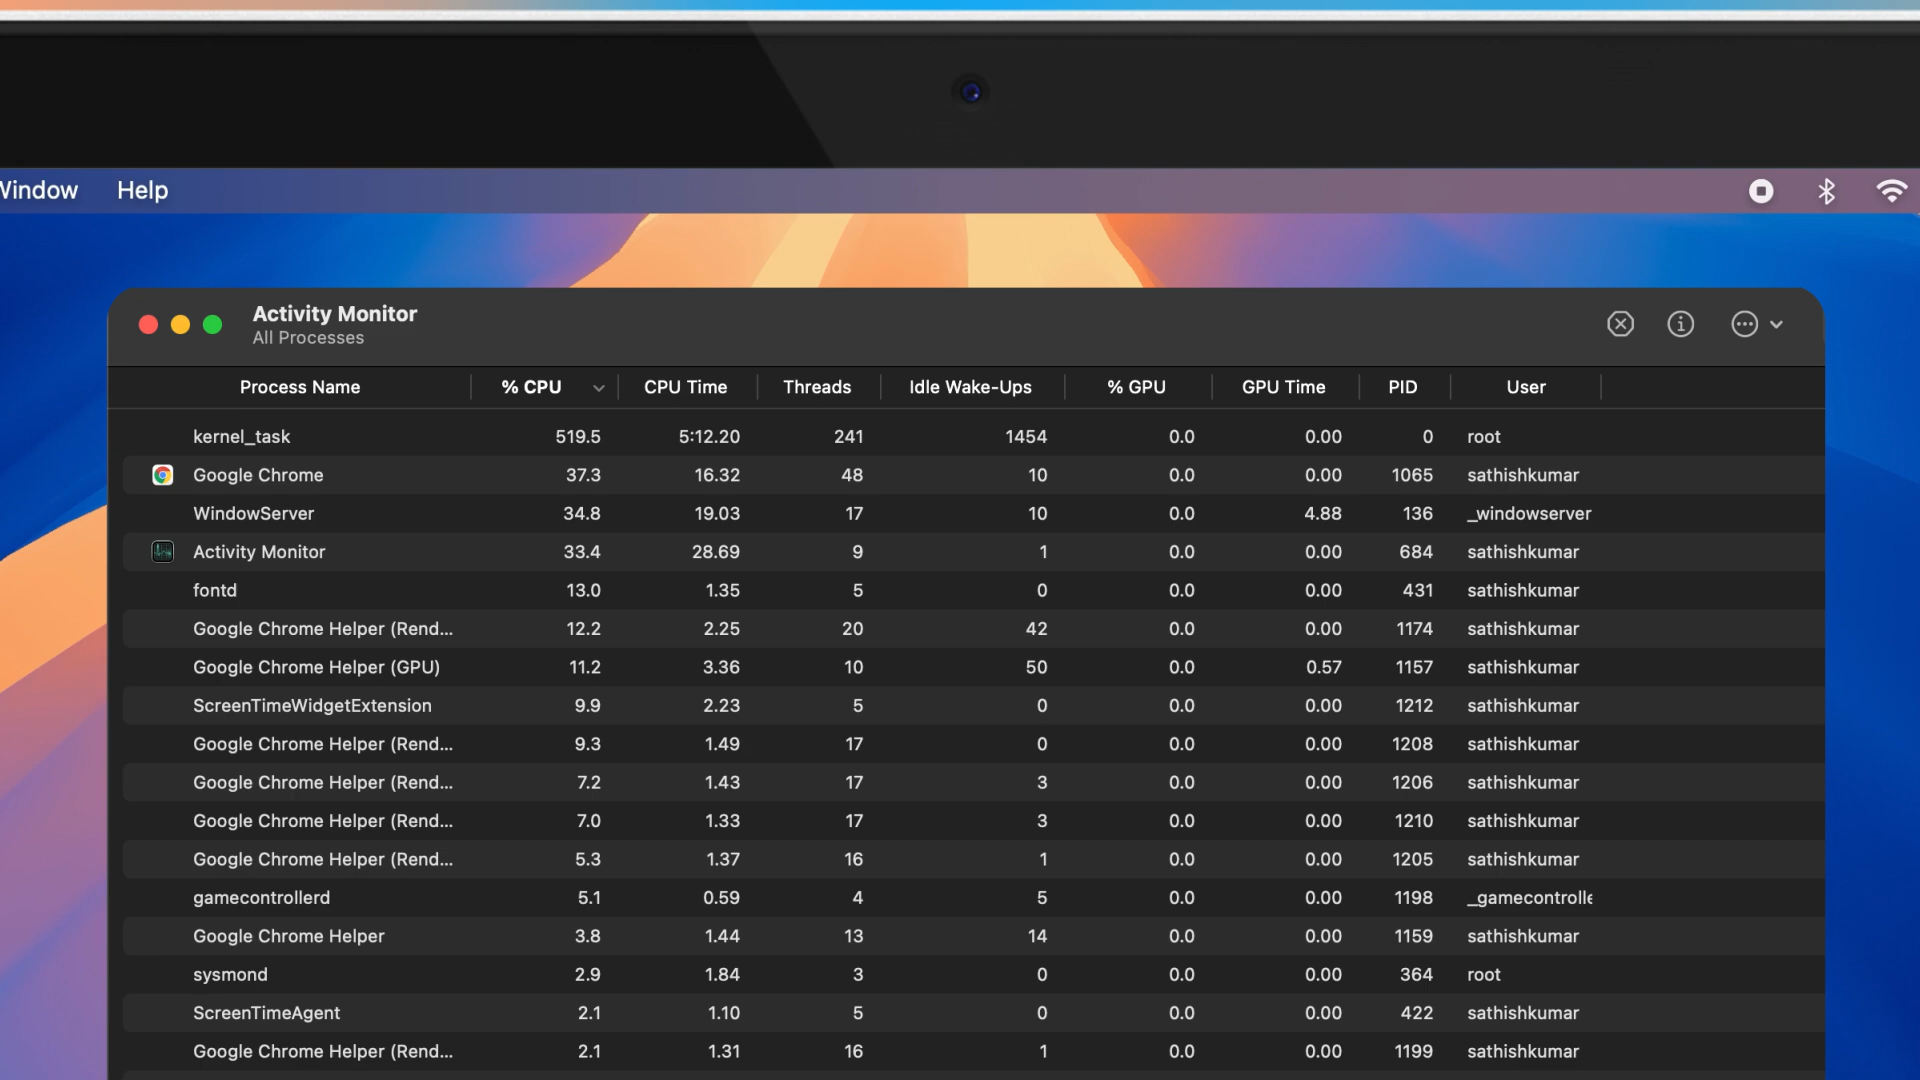 Window Help
Activity Monitor
All Processes
Process Name % CPU CPU Time Threads Idle Wake-Ups % GPU GPU Time PID User
kernel_task 519.5 5:12.20 241 1454 0.0 0.00 0 root
Google Chrome 37.3 16.32 48 10 0.0 0.00 1065 sathishkumar
WindowServer 34.8 19.03 17 10 0.0 4.88 136 _windowserver
Activity Monitor 33.4 28.69 9 1 0.0 0.00 684 sathishkumar
fontd 13.0 1.35 5 0 0.0 0.00 431 sathishkumar
Google Chrome Helper (Rend... 12.2 2.25 20 42 0.0 0.00 1174 sathishkumar
Google Chrome Helper (GPU) 11.2 3.36 10 50 0.0 0.57 1157 sathishkumar
ScreenTimeWidgetExtension 9.9 2.23 5 0 0.0 0.00 1212 sathishkumar
Google Chrome Helper (Rend... 9.3 1.49 17 0 0.0 0.00 1208 sathishkumar
Google Chrome Helper (Rend... 7.2 1.43 17 3 0.0 0.00 1206 sathishkumar
Google Chrome Helper (Rend... 7.0 1.33 17 3 0.0 0.00 1210 sathishkumar
Google Chrome Helper (Rend... 5.3 1.37 16 1 0.0 0.00 1205 sathishkumar
gamecontrollerd 5.1 0.59 4 5 0.0 0.00 1198 _gamecontrolle
Google Chrome Helper 3.8 1.44 13 14 0.0 0.00 1159 sathishkumar
sysmond 2.9 1.84 3 0 0.0 0.00 364 root
ScreenTimeAgent 2.1 1.10 5 0 0.0 0.00 422 sathishkumar
Google Chrome Helper (Rend... 2.1 1.31 16 1 0.0 0.00 1199 sathishkumar